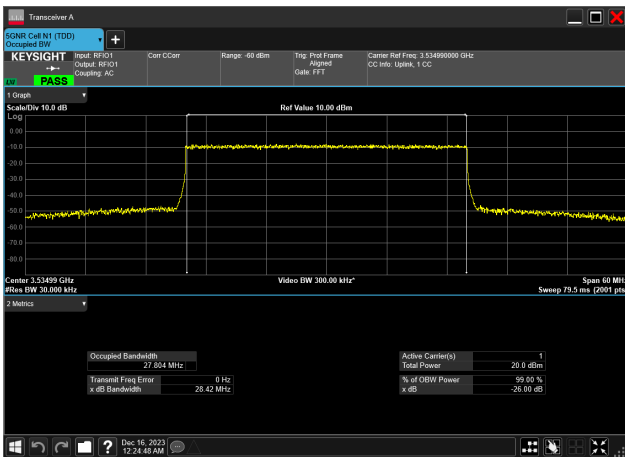 Transceiver A
5GNR Cell N1 (TDD)
Occupied BW
KEYSIGHT
PASS
Input: RFIO1
Output: RFIO1
Coupling: AC
Corr CCorr
Range: -60 dBm
Trig: Prot Frame
Aligned
Gate: FFT
Carrier Ref Freq: 3.534990000 GHz
CC Info: Uplink, 1 CC
1 Graph
Scale/Div 10.0 dB
Ref Value 10.00 dBm
Log
0.00
-10.0
-20.0
-30.0
-40.0
-50.0
-60.0
-70.0
-80.0
Center 3.53499 GHz
Video BW 300.00 kHz*
Span 60 MHz
#Res BW 30.000 kHz
Sweep 79.5 ms (2001 pts
2 Metrics
Occupied Bandwidth
27.804 MHz
Transmit Freq Error 0 Hz
x dB Bandwidth 28.42 MHz
Active Carrier(s) 1
Total Power 20.0 dBm
% of OBW Power 99.00 %
x dB -26.00 dB
Dec 16, 2023
12:24:48 AM